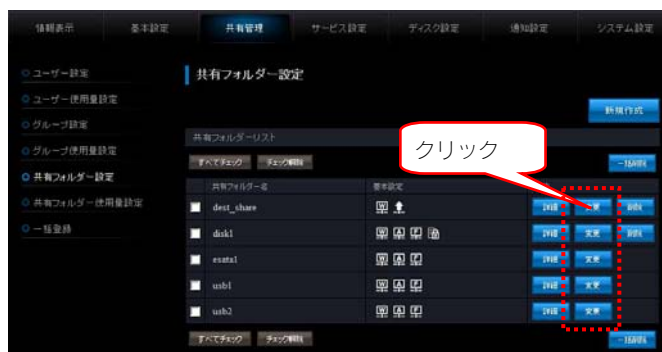 情報表示 基本設定 共有管理 サービス設定 ディスク設定 通知設定 システム設定
ユーザー設定
ユーザー使用量設定
グループ設定
グループ使用量設定
共有フォルダー設定
共有フォルダー使用量設定
一括登録
共有フォルダー設定
新規作成
共有フォルダーリスト
クリック
すべてチェック チェック解除 一括削除
共有フォルダー名 基本設定
dest_share W 詳細 変更 削除
disk1 W A F 詳細 変更 削除
esata1 W A F 詳細 変更
usb1 W A F 詳細 変更
usb2 W A F 詳細 変更
すべてチェック チェック解除 一括削除